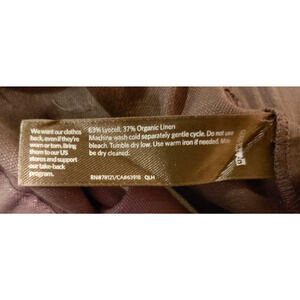 We want our clothes
back, even if they're
worn or torn. Bring
them to our US
stores and support
our take-back
program.
63% Lyocell, 37% Organic Linen
Machine wash cold separately gentle cycle. Do not use
bleach. Tumble dry low. Use warm iron if needed. May
be dry cleaned.
RN#78121/CA#63918 QLH